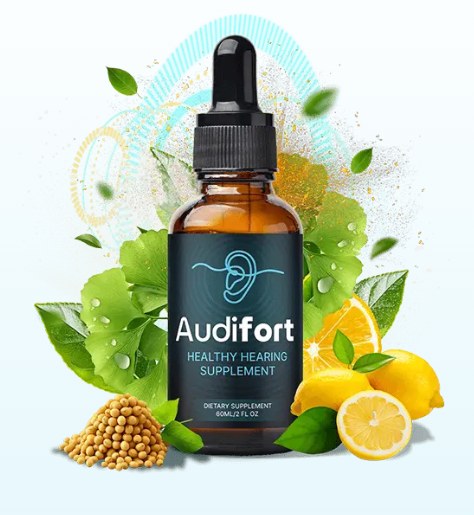 Audifort
HEALTHY HEARING
SUPPLEMENT
DIETARY SUPPLEMENT
60ML/2 FL OZ